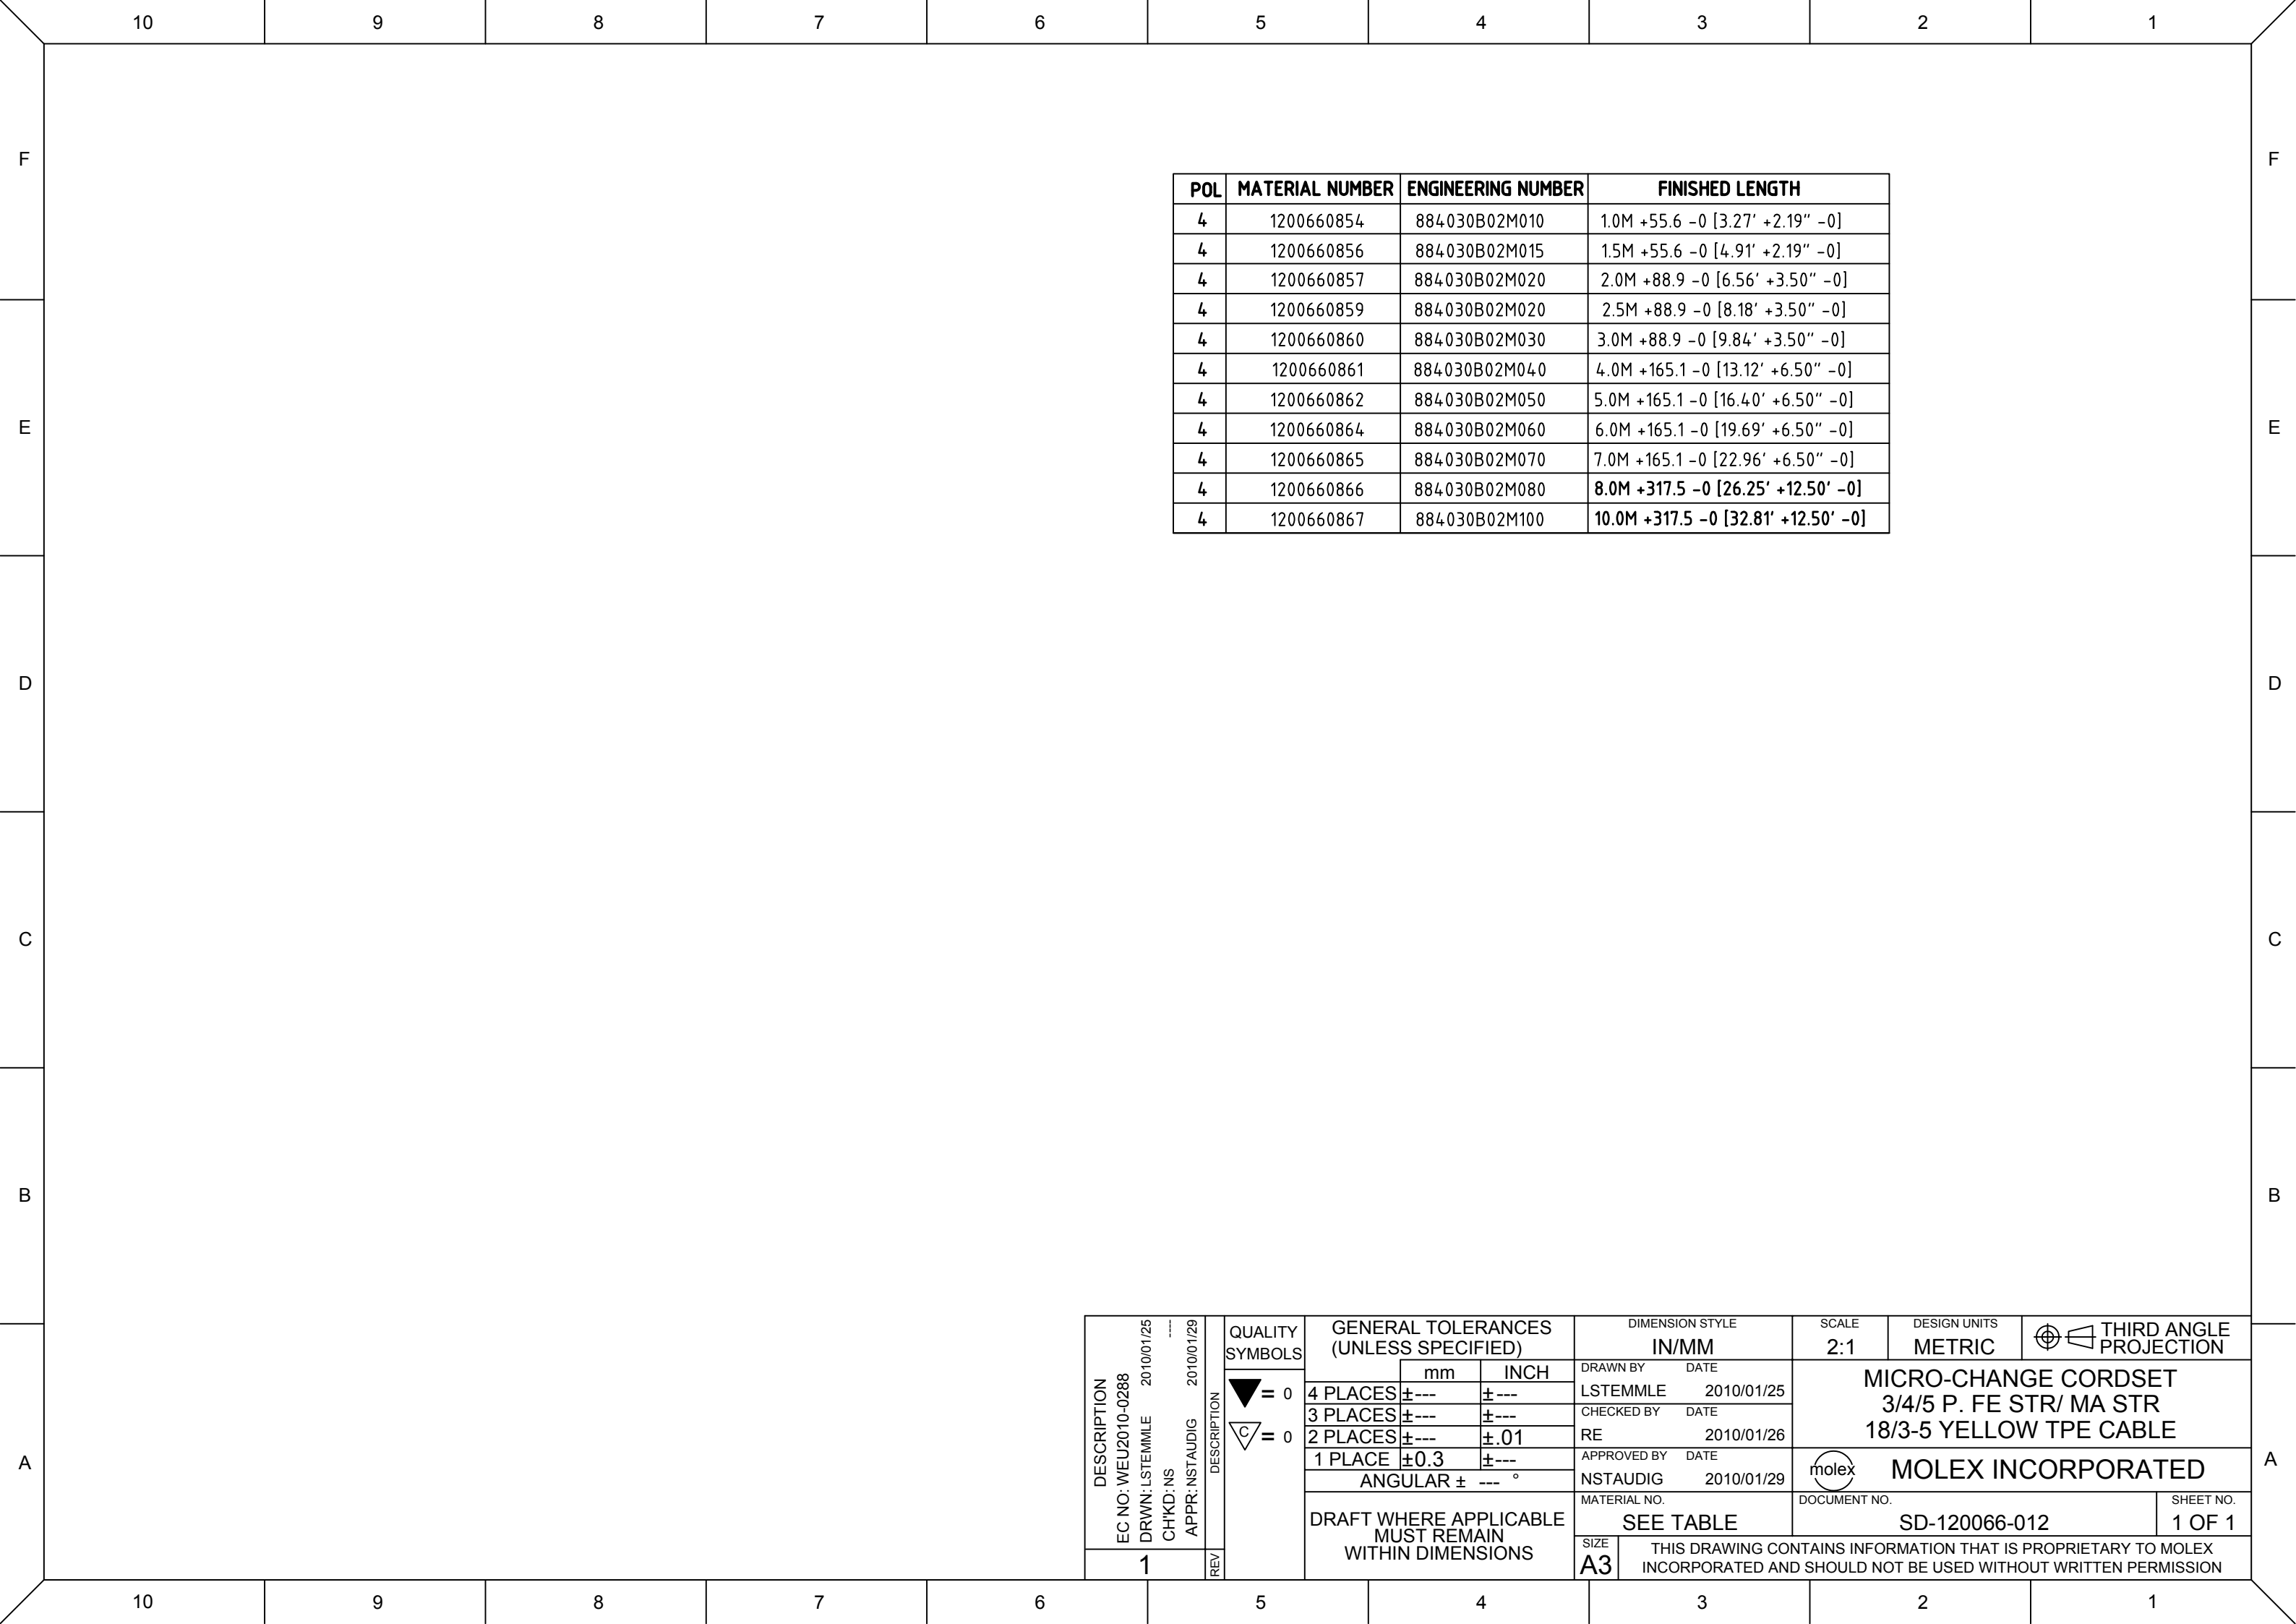 10 9 8 7 6 5 4 3 2 1
F F
POL MATERIAL NUMBER ENGINEERING NUMBER FINISHED LENGTH
4 1200660854 884030B02M010 1.0M +55.6 -0 [3.27' +2.19" -0]
4 1200660856 884030B02M015 1.5M +55.6 -0 [4.91' +2.19" -0]
4 1200660857 884030B02M020 2.0M +88.9 -0 [6.56' +3.50" -0]
4 1200660859 884030B02M020 2.5M +88.9 -0 [8.18' +3.50" -0]
4 1200660860 884030B02M030 3.0M +88.9 -0 [9.84' +3.50" -0]
4 1200660861 884030B02M040 4.0M +165.1 -0 [13.12' +6.50" -0]
4 1200660862 884030B02M050 5.0M +165.1 -0 [16.40' +6.50" -0]
4 1200660864 884030B02M060 6.0M +165.1 -0 [19.69' +6.50" -0]
4 1200660865 884030B02M070 7.0M +165.1 -0 [22.96' +6.50" -0]
4 1200660866 884030B02M080 8.0M +317.5 -0 [26.25' +12.50' -0]
4 1200660867 884030B02M100 10.0M +317.5 -0 [32.81' +12.50' -0]
E E
D D
C C
B B
A A
DESCRIPTION
EC NO: WEU2010-0288
DRWN: LSTEMMLE 2010/01/25
CH'KD: NS ----
APPR: NSTAUDIG 2010/01/29
1
DESCRIPTION
REV
QUALITY
SYMBOLS
= 0
C = 0
GENERAL TOLERANCES
(UNLESS SPECIFIED)
mm INCH
4 PLACES ±--- ±---
3 PLACES ±--- ±---
2 PLACES ±--- ±.01
1 PLACE ±0.3 ±---
ANGULAR ± --- °
DRAFT WHERE APPLICABLE
MUST REMAIN
WITHIN DIMENSIONS
DIMENSION STYLE
IN/MM
DRAWN BY DATE
LSTEMMLE 2010/01/25
CHECKED BY DATE
RE 2010/01/26
APPROVED BY DATE
NSTAUDIG 2010/01/29
MATERIAL NO.
SEE TABLE
SIZE
A3
SCALE
2:1
DESIGN UNITS
METRIC
THIRD ANGLE
PROJECTION
MICRO-CHANGE CORDSET
3/4/5 P. FE STR/ MA STR
18/3-5 YELLOW TPE CABLE
molex MOLEX INCORPORATED
DOCUMENT NO.
SD-120066-012
SHEET NO.
1 OF 1
THIS DRAWING CONTAINS INFORMATION THAT IS PROPRIETARY TO MOLEX
INCORPORATED AND SHOULD NOT BE USED WITHOUT WRITTEN PERMISSION
10 9 8 7 6 5 4 3 2 1